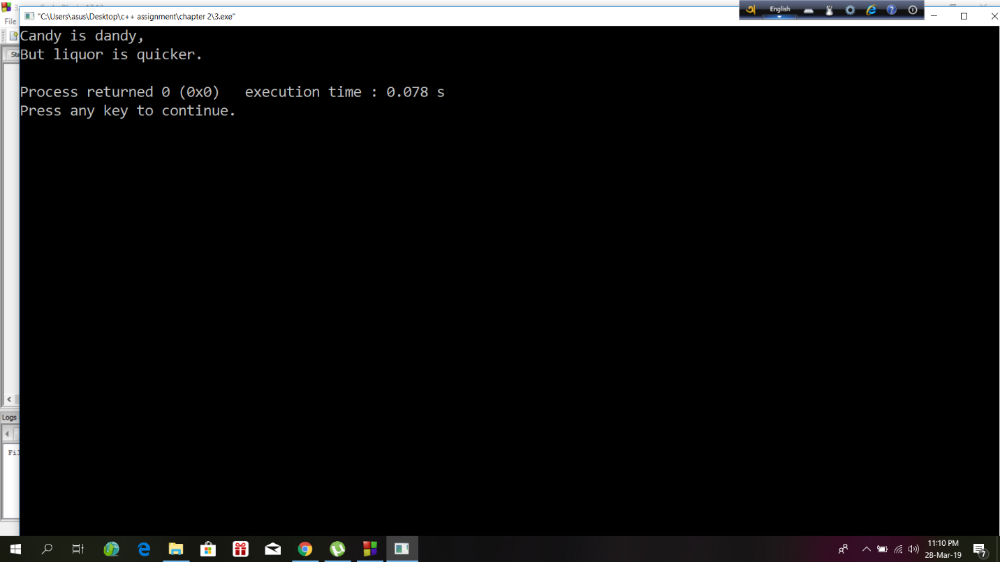 "C:\Users\asus\Desktop\c++ assignment\chapter 2\3.exe"
English
File
Candy is dandy,
But liquor is quicker.
Process returned 0 (0x0)   execution time : 0.078 s
Press any key to continue.
Logs
11:10 PM
28-Mar-19
7